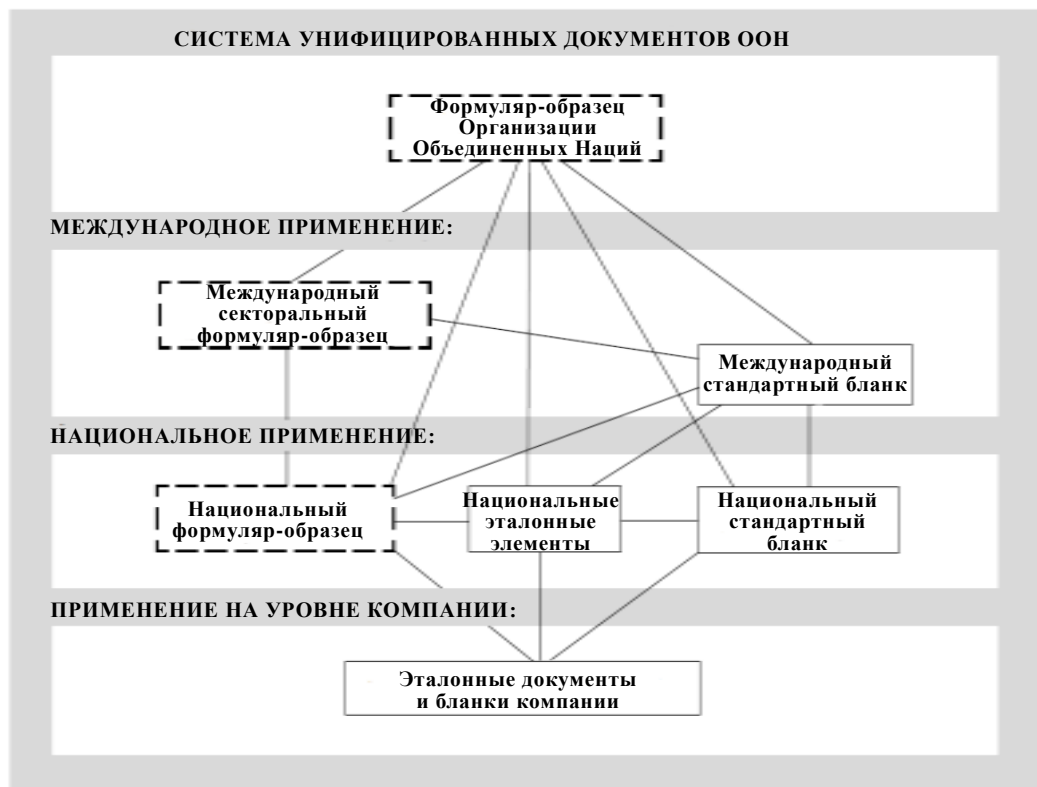 СИСТЕМА УНИФИЦИРОВАННЫХ ДОКУМЕНТОВ ООН
Формуляр-образец
Организации
Объединенных Наций
МЕЖДУНАРОДНОЕ ПРИМЕНЕНИЕ:
Международный
секторальный
формуляр-образец
Международный
стандартный бланк
НАЦИОНАЛЬНОЕ ПРИМЕНЕНИЕ:
Национальный
формуляр-образец
Национальные
эталонные
элементы
Национальный
стандартный
бланк
ПРИМЕНЕНИЕ НА УРОВНЕ КОМПАНИИ:
Эталонные документы
и бланки компании